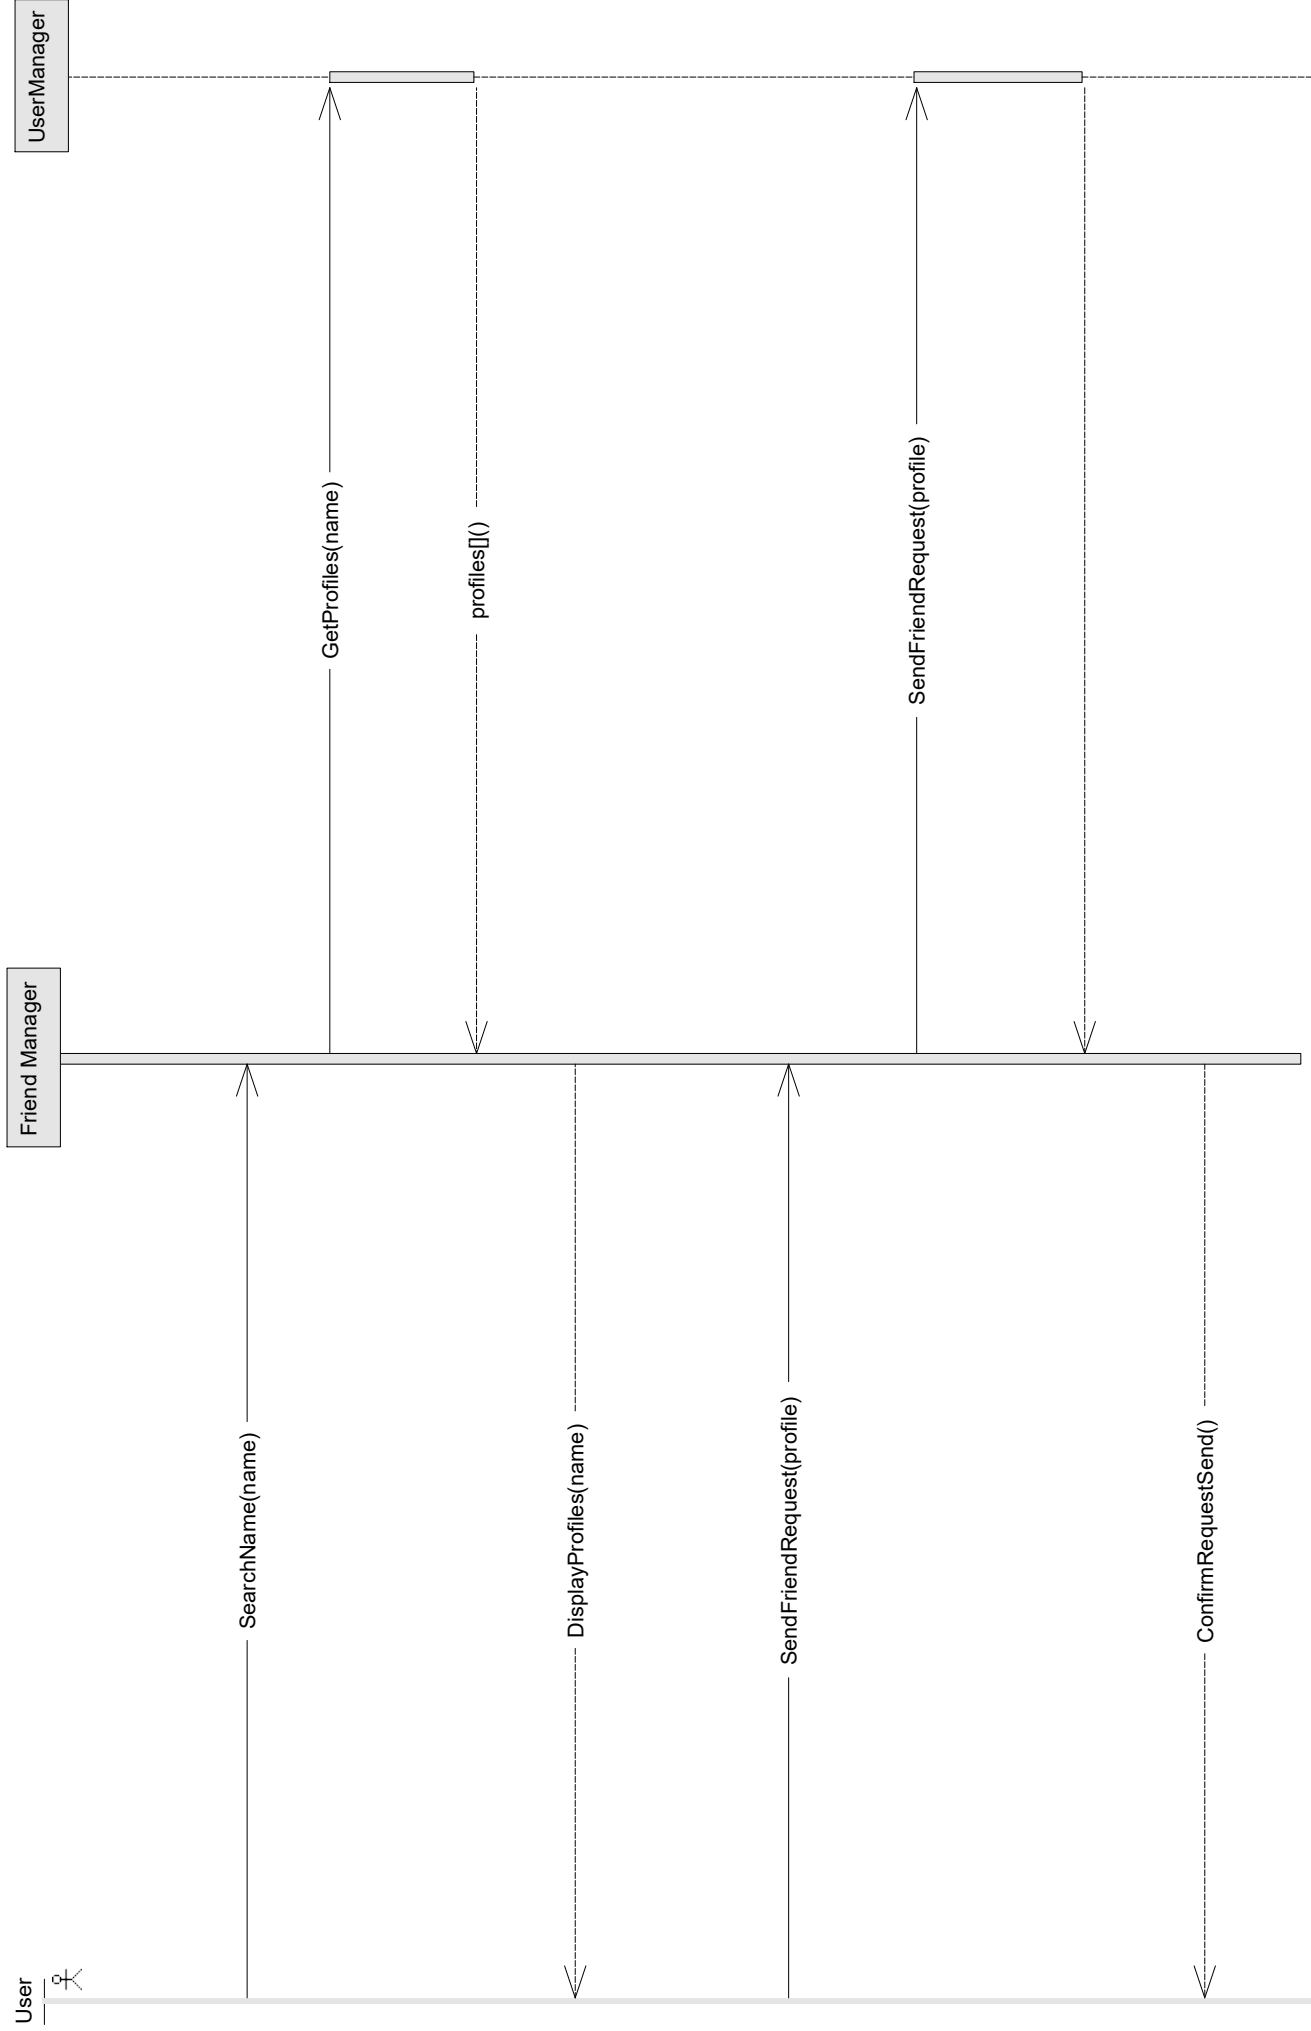 User
Friend Manager
UserManager
SearchName(name)
GetProfiles(name)
profiles[]()
DisplayProfiles(name)
SendFriendRequest(profile)
SendFriendRequest(profile)
ConfirmRequestSend()